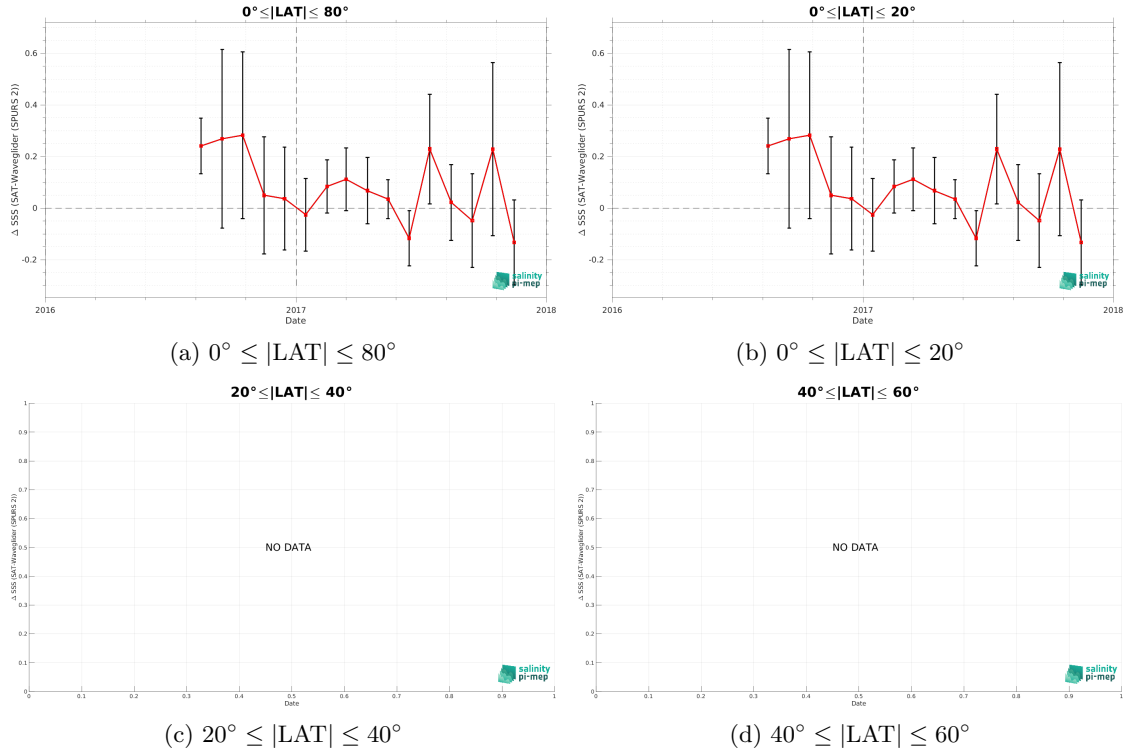 0°≤|LAT|≤ 80°
Δ SSS (SAT-Waveglider (SPURS 2))
0.6
0.4
0.2
0
-0.2
2016
2017
2018
Date
salinity
pi-mep
(a) 0° ≤ |LAT| ≤ 80°
0°≤|LAT|≤ 20°
Δ SSS (SAT-Waveglider (SPURS 2))
0.6
0.4
0.2
0
-0.2
2016
2017
2018
Date
salinity
pi-mep
(b) 0° ≤ |LAT| ≤ 20°
20°≤|LAT|≤ 40°
Δ SSS (SAT-Waveglider (SPURS 2))
1
0.9
0.8
0.7
0.6
0.5
0.4
0.3
0.2
0.1
0
NO DATA
0 0.1 0.2 0.3 0.4 0.5 0.6 0.7 0.8 0.9 1
Date
salinity
pi-mep
(c) 20° ≤ |LAT| ≤ 40°
40°≤|LAT|≤ 60°
Δ SSS (SAT-Waveglider (SPURS 2))
1
0.9
0.8
0.7
0.6
0.5
0.4
0.3
0.2
0.1
0
NO DATA
0 0.1 0.2 0.3 0.4 0.5 0.6 0.7 0.8 0.9 1
Date
salinity
pi-mep
(d) 40° ≤ |LAT| ≤ 60°